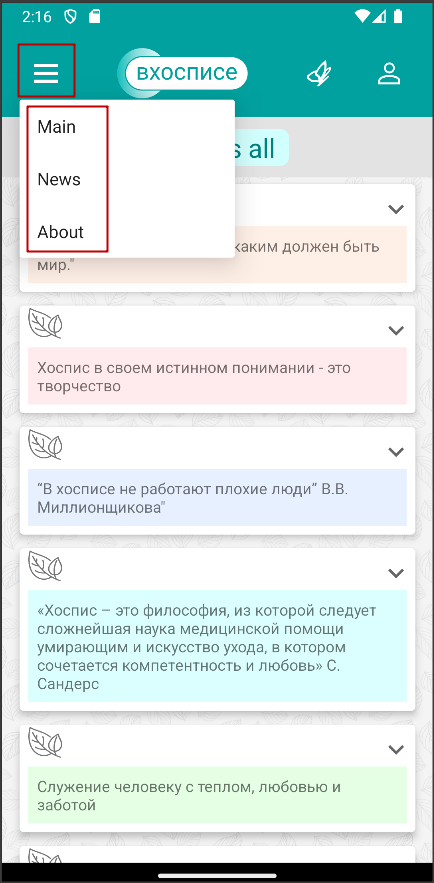 2:16
вхосписе
Main
News
About
s all
каким должен быть
мир."
Хоспис в своем истинном понимании - это
творчество
“В хосписе не работают плохие люди” В.В.
Миллионщикова"
«Хоспис – это философия, из которой следует
сложнейшая наука медицинской помощи
умирающим и искусство ухода, в котором
сочетается компетентность и любовь» С.
Сандерс
Служение человеку с теплом, любовью и
заботой